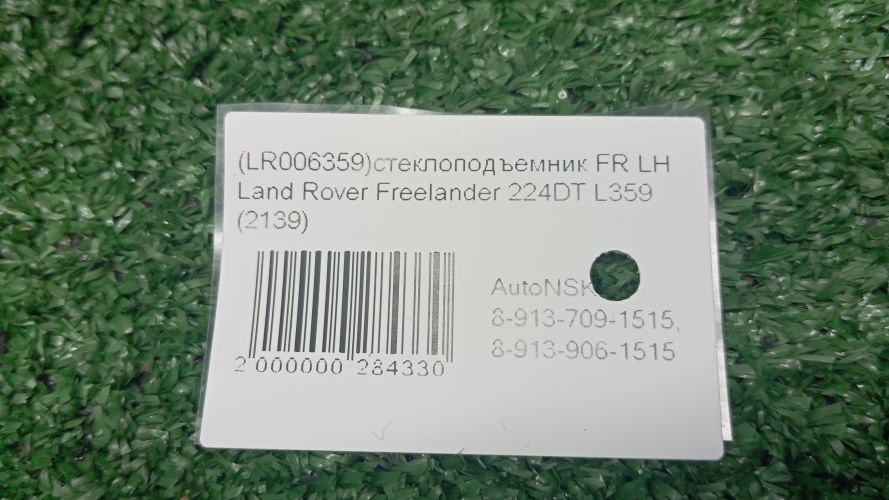 (LR006359)стеклоподъемник FR LH
Land Rover Freelander 224DT L359
(2139)
AutoNSK
8-913-709-1515,
8-913-906-1515
2 000000 284330